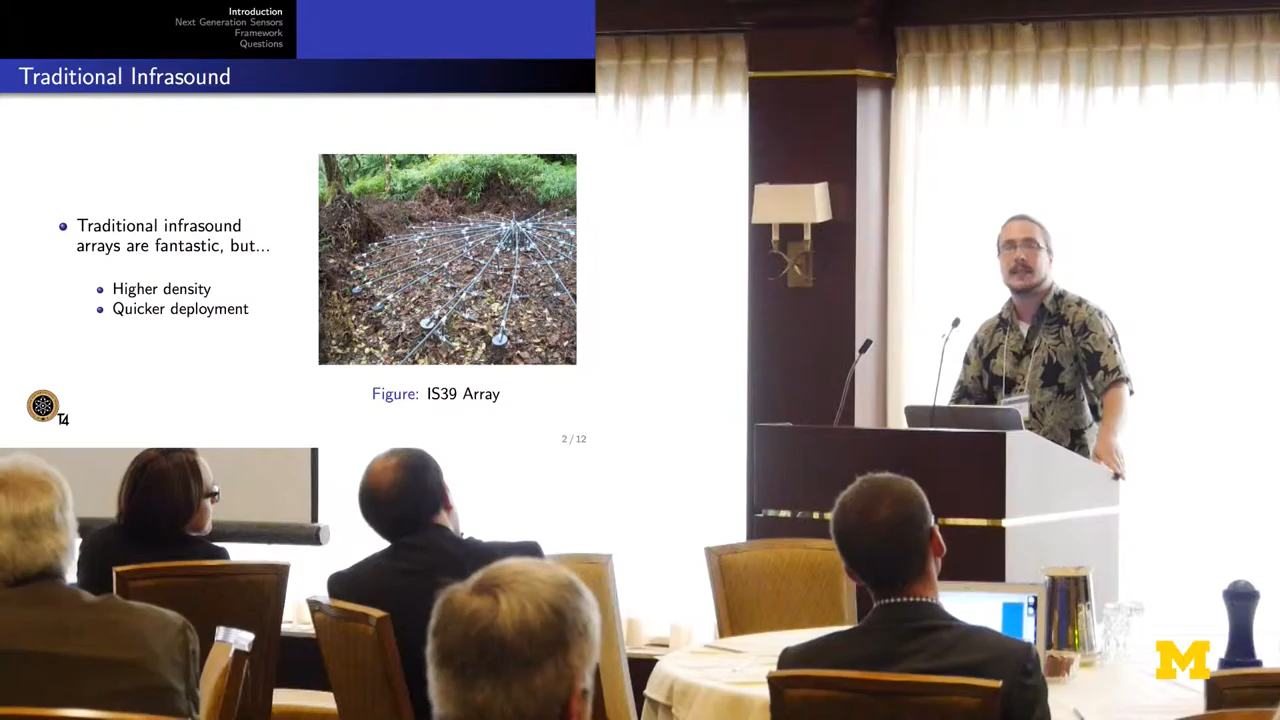 Introduction
Next Generation Sensors
Framework
Questions
Traditional Infrasound
Traditional infrasound
arrays are fantastic, but...
Higher density
Quicker deployment
Figure: IS39 Array
T4
2 / 12
M